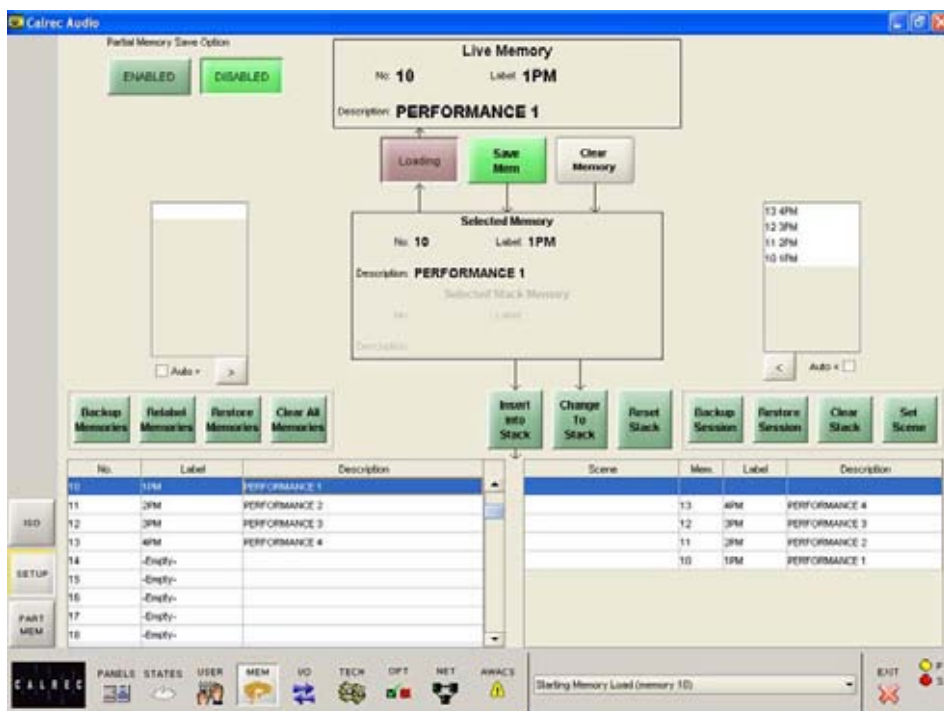 Calrec Audio
Partial Memory Save Option
ENABLED
DISABLED
Live Memory
No: 10 Label: 1PM
Description: PERFORMANCE 1
Loading
Save Mem
Clear Memory
Selected Memory
No: 10 Label: 1PM
Description: PERFORMANCE 1
Selected Stack Memory
No: Label:
Description:
13 4PM
12 3PM
11 2PM
10 1PM
Auto > >
< Auto <
Backup Memories
Relabel Memories
Restore Memories
Clear All Memories
Insert Into Stack
Change To Stack
Reset Stack
Backup Session
Restore Session
Clear Stack
Set Scene
No. Label Description
10 1PM PERFORMANCE 1
11 2PM PERFORMANCE 2
12 3PM PERFORMANCE 3
13 4PM PERFORMANCE 4
14 -Empty-
15 -Empty-
16 -Empty-
17 -Empty-
18 -Empty-
Scene Mem. Label Description
13 4PM PERFORMANCE 4
12 3PM PERFORMANCE 3
11 2PM PERFORMANCE 2
10 1PM PERFORMANCE 1
ISO
SETUP
PART MEM
CALREC
PANELS STATES USER MEM I/O TECH OPT NET AWACS
Starting Memory Load (memory 10)
EXIT
P
S